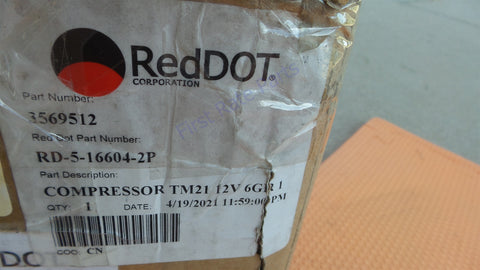 RedDOT®
CORPORATION
Part Number:
3569512
Red Dot Part Number:
RD-5-16604-2P
Part Description:
COMPRESSOR TM21 12V 6GR 1
QTY: 1 DATE: 4/19/2021 11:59:00 PM
COO: CN
DOT